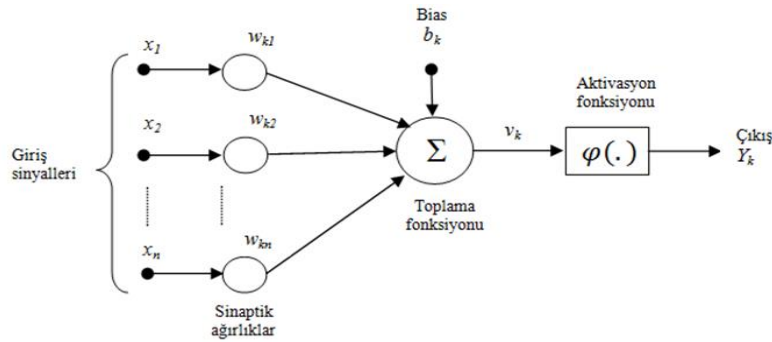 Bias
b_k
x_1
w_k1
x_2
w_k2
x_n
w_kn
Giriş
sinyalleri
Σ
v_k
Aktivasyon
fonksiyonu
φ(.)
Çıkış
Y_k
Toplama
fonksiyonu
Sinaptik
ağırlıklar